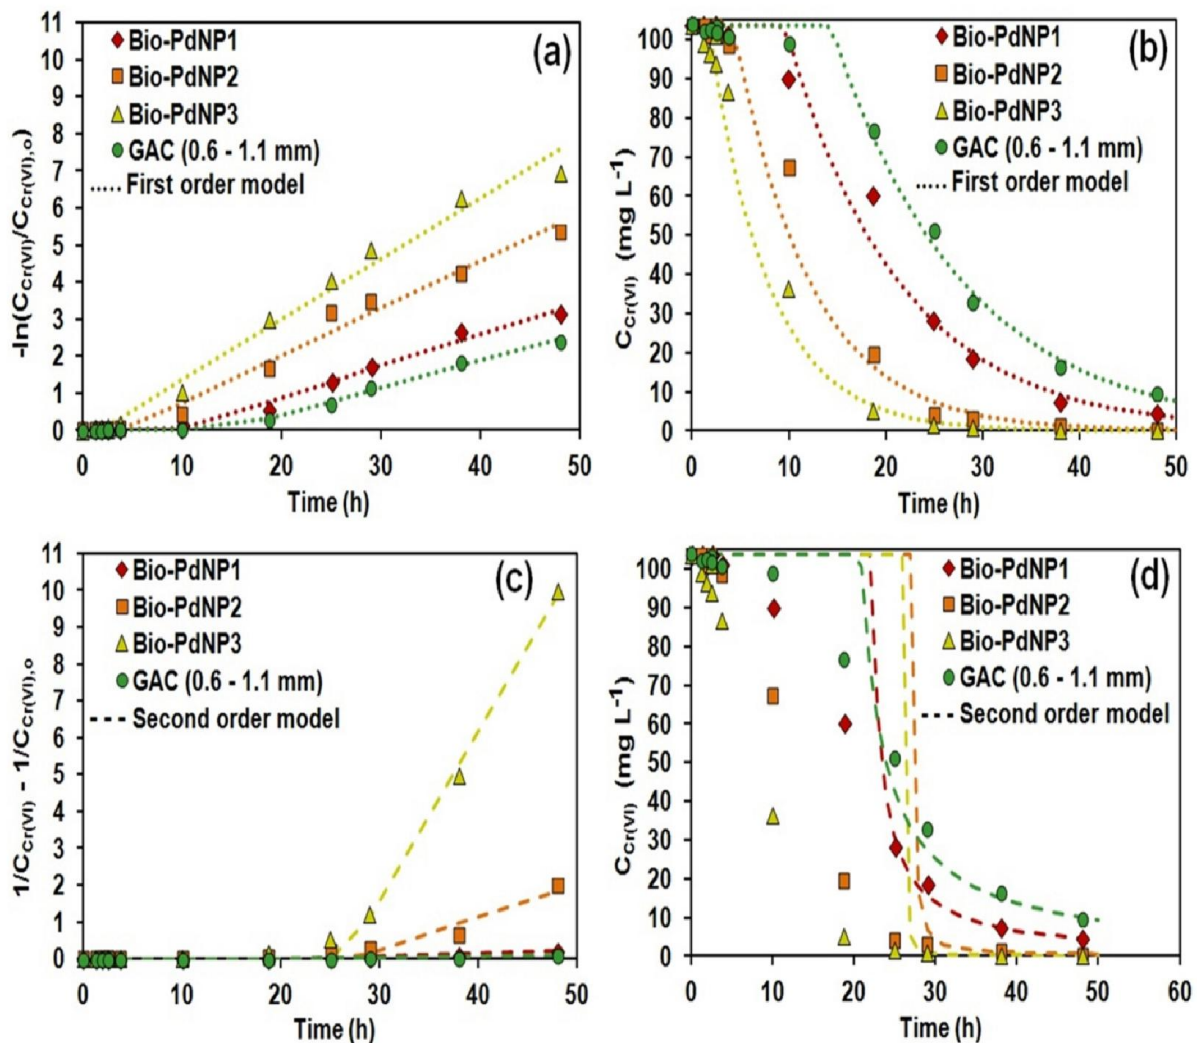 -ln(C_Cr(VI)/C_Cr(VI),o)
11
10
9
8
7
6
5
4
3
2
1
0
Bio-PdNP1
Bio-PdNP2
Bio-PdNP3
GAC (0.6 - 1.1 mm)
First order model
(a)
0 10 20 30 40 50
Time (h)
C_Cr(VI) (mg L⁻¹)
100
90
80
70
60
50
40
30
20
10
0
Bio-PdNP1
Bio-PdNP2
Bio-PdNP3
GAC (0.6 - 1.1 mm)
First order model
(b)
0 10 20 30 40 50
Time (h)
1/C_Cr(VI) - 1/C_Cr(VI),o
11
10
9
8
7
6
5
4
3
2
1
0
Bio-PdNP1
Bio-PdNP2
Bio-PdNP3
GAC (0.6 - 1.1 mm)
Second order model
(c)
0 10 20 30 40 50
Time (h)
C_Cr(VI) (mg L⁻¹)
100
90
80
70
60
50
40
30
20
10
0
Bio-PdNP1
Bio-PdNP2
Bio-PdNP3
GAC (0.6 - 1.1 mm)
Second order model
(d)
0 10 20 30 40 50 60
Time (h)